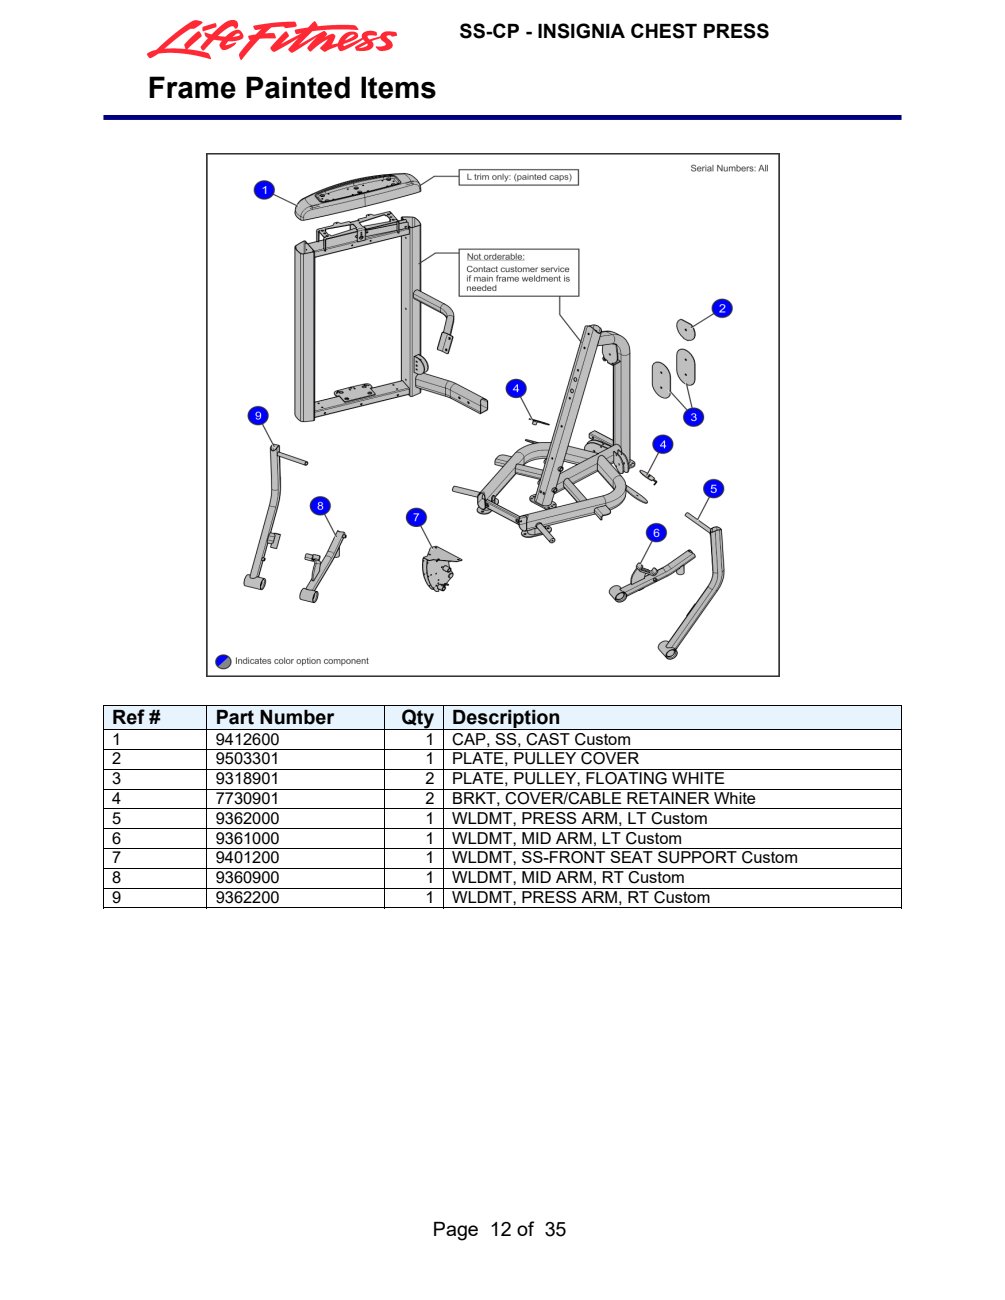 Life Fitness
SS-CP - INSIGNIA CHEST PRESS
Frame Painted Items
Serial Numbers: All
1
L trim only: (painted caps)
Not orderable:
Contact customer service
if main frame weldment is
needed
2
4
3
9
4
5
8
7
6
Indicates color option component
Ref # Part Number Qty Description
1 9412600 1 CAP, SS, CAST Custom
2 9503301 1 PLATE, PULLEY COVER
3 9318901 2 PLATE, PULLEY, FLOATING WHITE
4 7730901 2 BRKT, COVER/CABLE RETAINER White
5 9362000 1 WLDMT, PRESS ARM, LT Custom
6 9361000 1 WLDMT, MID ARM, LT Custom
7 9401200 1 WLDMT, SS-FRONT SEAT SUPPORT Custom
8 9360900 1 WLDMT, MID ARM, RT Custom
9 9362200 1 WLDMT, PRESS ARM, RT Custom
Page 12 of 35